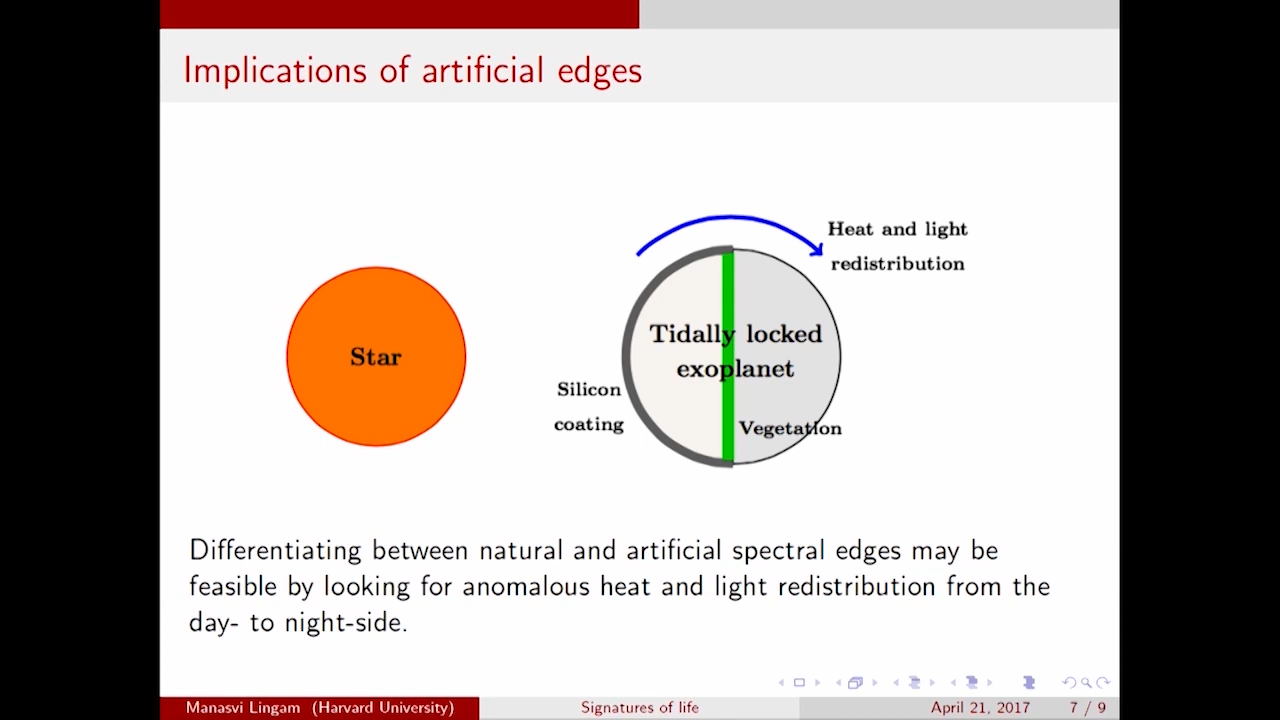 Implications of artificial edges
Heat and light
redistribution
Star
Tidally locked
exoplanet
Silicon
coating
Vegetation
Differentiating between natural and artificial spectral edges may be
feasible by looking for anomalous heat and light redistribution from the
day- to night-side.
Manasvi Lingam (Harvard University) Signatures of life April 21, 2017 7 / 9